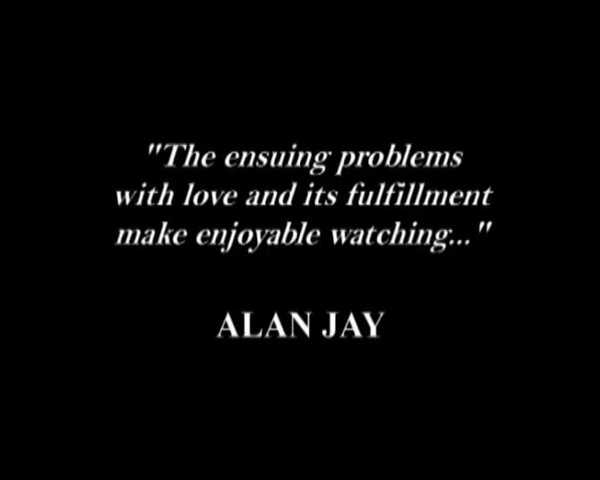 "The ensuing problems
with love and its fulfillment
make enjoyable watching..."
ALAN JAY